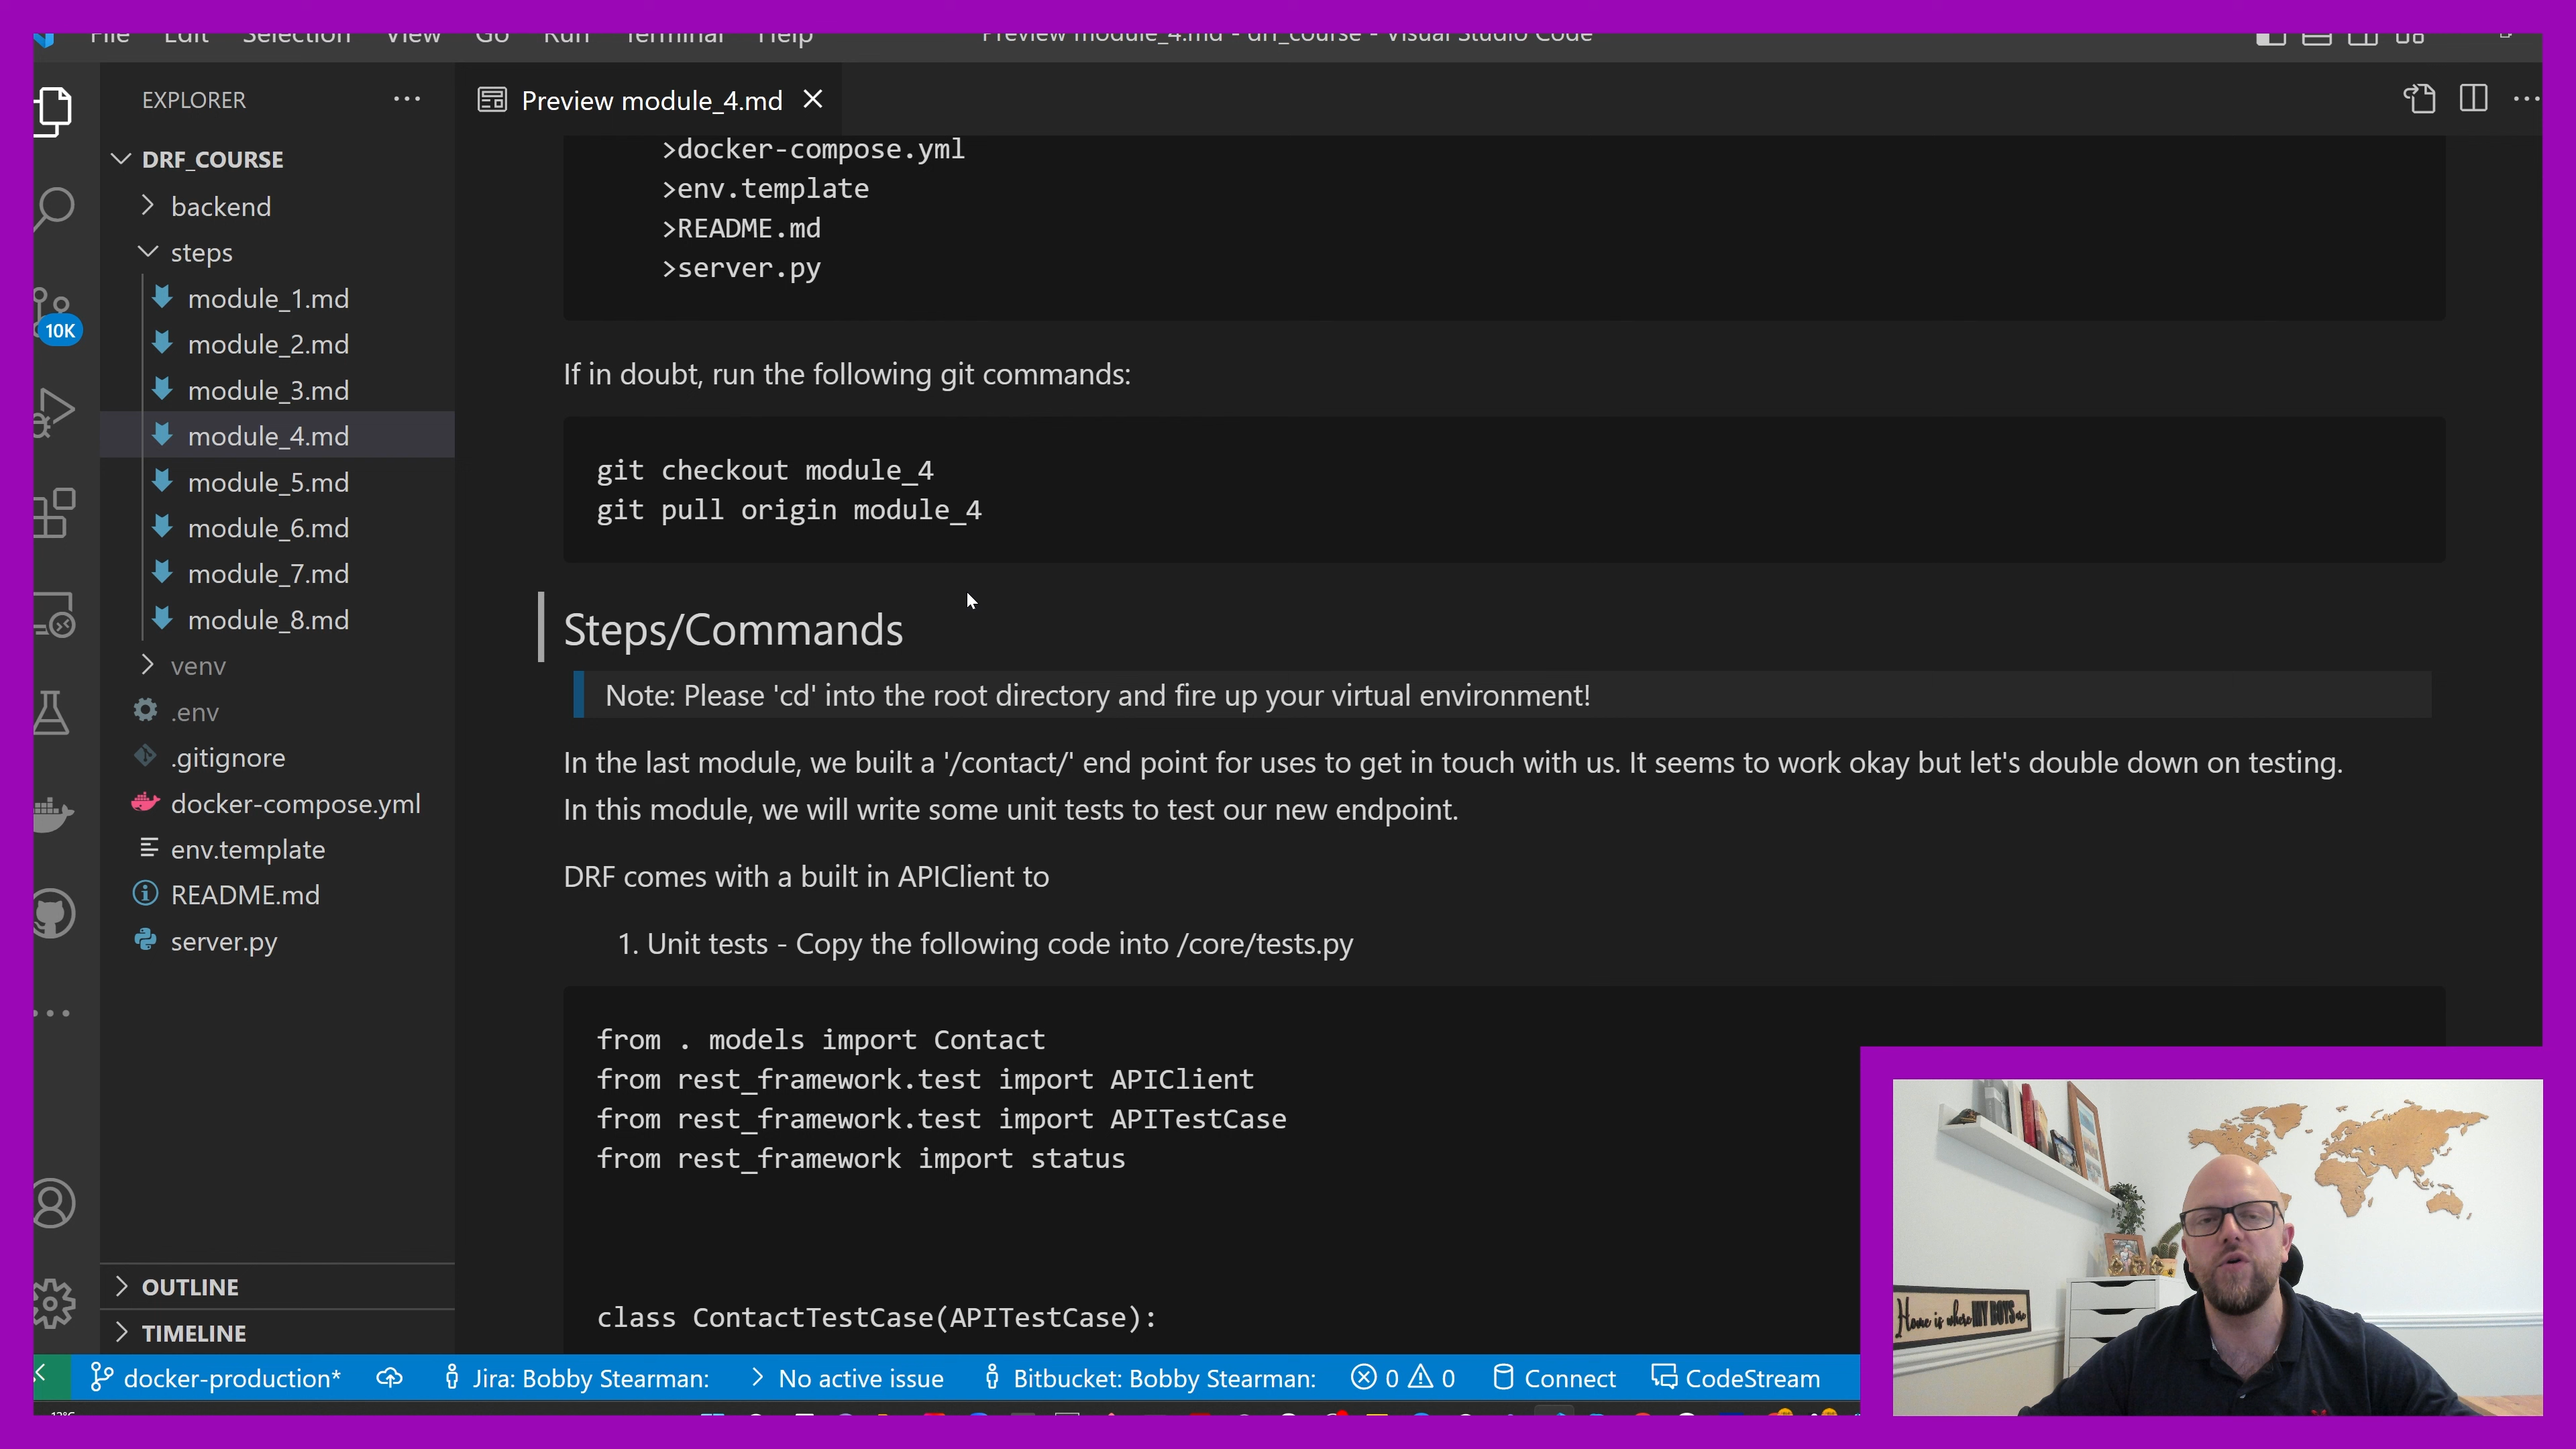 File Edit Selection View Go Run Terminal Help
Preview module_4.md - drf_course - Visual Studio Code
EXPLORER
Preview module_4.md
DRF_COURSE
backend
steps
module_1.md
module_2.md
module_3.md
module_4.md
module_5.md
module_6.md
module_7.md
module_8.md
venv
.env
.gitignore
docker-compose.yml
env.template
README.md
server.py
OUTLINE
TIMELINE
10K
>docker-compose.yml
>env.template
>README.md
>server.py
If in doubt, run the following git commands:
git checkout module_4
git pull origin module_4
Steps/Commands
Note: Please 'cd' into the root directory and fire up your virtual environment!
In the last module, we built a '/contact/' end point for uses to get in touch with us. It seems to work okay but let's double down on testing.
In this module, we will write some unit tests to test our new endpoint.
DRF comes with a built in APIClient to
1. Unit tests - Copy the following code into /core/tests.py
from . models import Contact
from rest_framework.test import APIClient
from rest_framework.test import APITestCase
from rest_framework import status
class ContactTestCase(APITestCase):
Home is where MY BOYS are
docker-production* Jira: Bobby Stearman: No active issue Bitbucket: Bobby Stearman: 0 0 Connect CodeStream